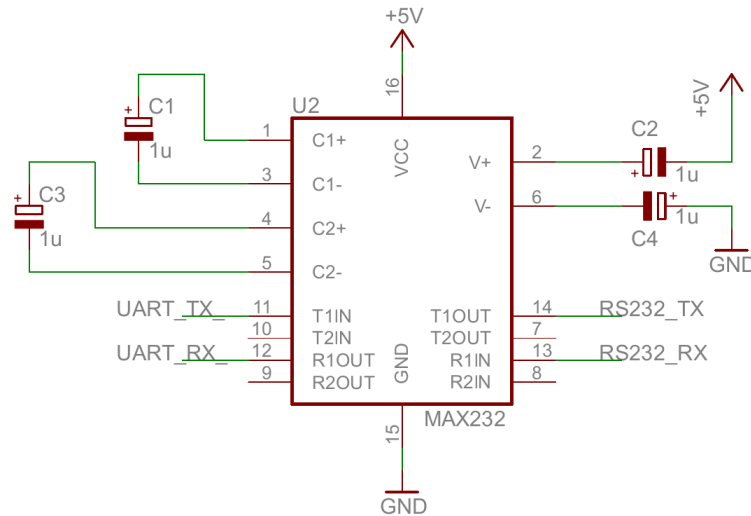 +5V
16
U2
+ C1
1u
1 C1+
VCC
+5V
C2
V+ 2
+ 1u
3 C1-
+ C3
1u
4 C2+
V- 6
+
1u
C4
GND
5 C2-
UART_TX_ 11 T1IN
T1OUT 14 RS232_TX
10 T2IN
T2OUT 7
UART_RX_ 12 R1OUT
GND
R1IN 13 RS232_RX
9 R2OUT
R2IN 8
MAX232
15
GND